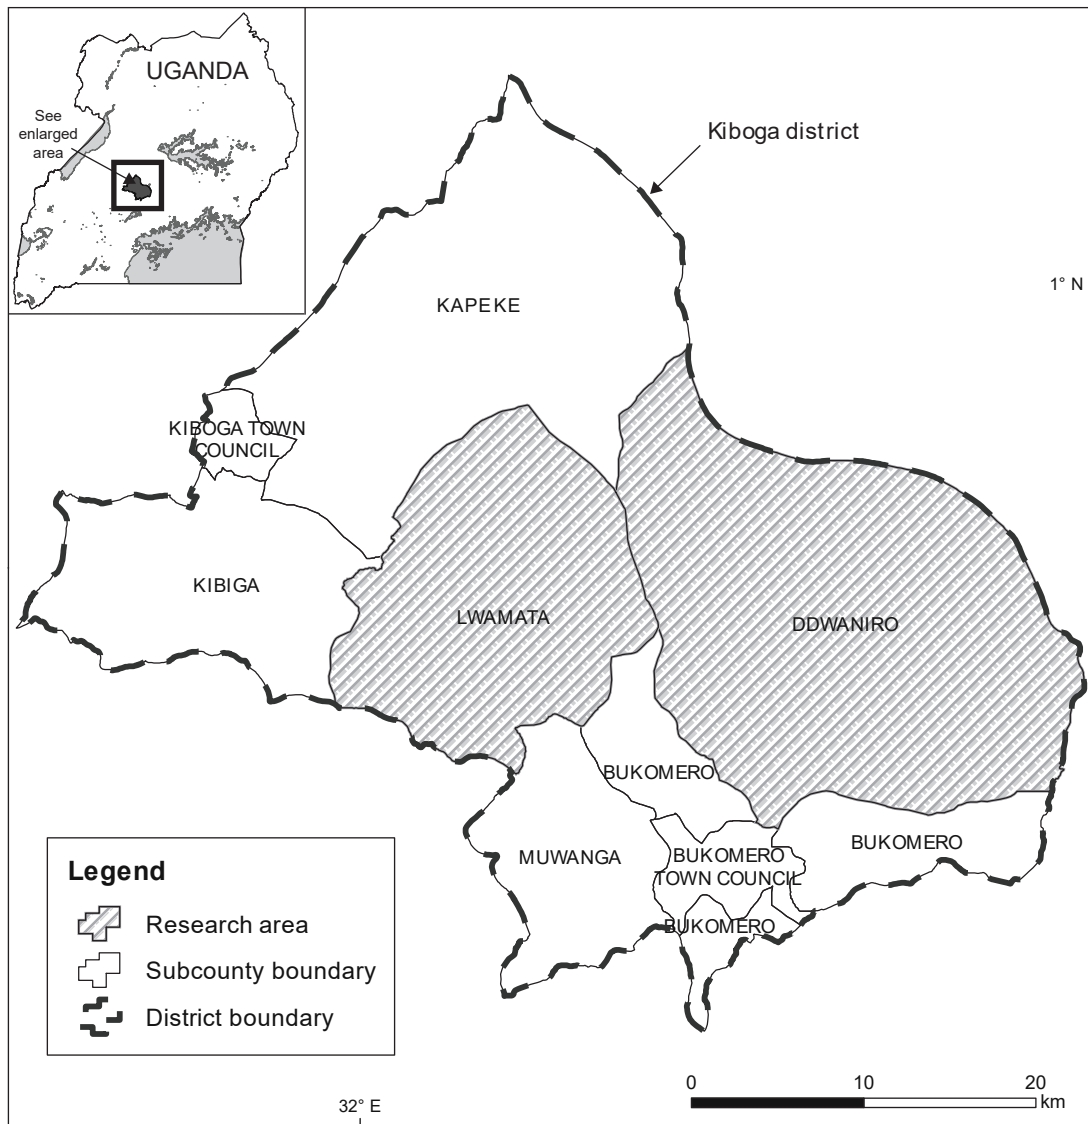 UGANDA
See
enlarged
area
Kiboga district
1° N
KAPEKE
KIBOGA TOWN
COUNCIL
KIBIGA
LWAMATA
DDWANIRO
BUKOMERO
MUWANGA
BUKOMERO
TOWN COUNCIL
BUKOMERO
BUKOMERO
Legend
Research area
Subcounty boundary
District boundary
0 10 20
km
32° E